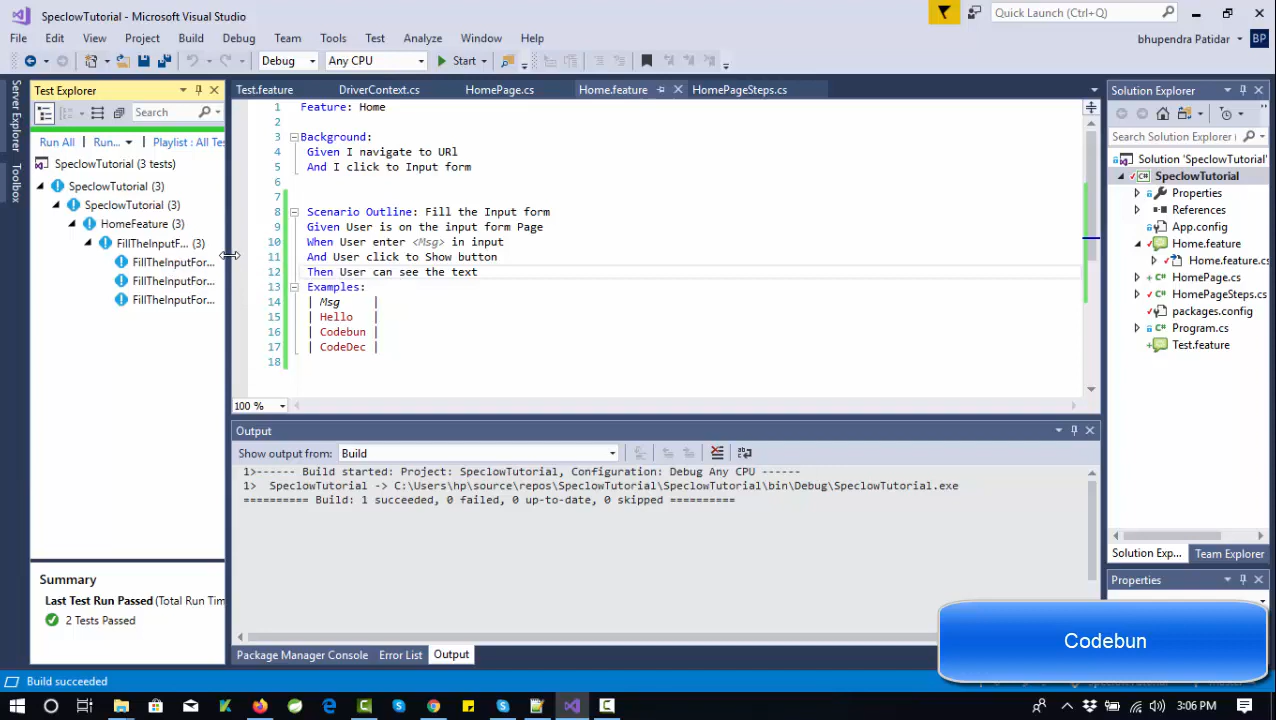 SpeclowTutorial - Microsoft Visual Studio
Quick Launch (Ctrl+Q)
File Edit View Project Build Debug Team Tools Test Analyze Window Help
bhupendra Patidar
BP
Debug Any CPU Start
Server Explorer
Toolbox
Test Explorer
Search
Run All Run... Playlist : All Te
SpeclowTutorial (3 tests)
SpeclowTutorial (3)
SpeclowTutorial (3)
HomeFeature (3)
FillTheInputF... (3)
FillTheInputFor...
FillTheInputFor...
FillTheInputFor...
Summary
Last Test Run Passed (Total Run Tim
2 Tests Passed
Test.feature DriverContext.cs HomePage.cs Home.feature HomePageSteps.cs
1 Feature: Home
2
3 Background:
4 Given I navigate to URl
5 And I click to Input form
6
7
8 Scenario Outline: Fill the Input form
9 Given User is on the input form Page
10 When User enter <Msg> in input
11 And User click to Show button
12 Then User can see the text
13 Examples:
14 | Msg |
15 | Hello |
16 | Codebun |
17 | CodeDec |
18
100 %
Output
Show output from: Build
1>------ Build started: Project: SpeclowTutorial, Configuration: Debug Any CPU ------
1> SpeclowTutorial -> C:\Users\hp\source\repos\SpeclowTutorial\SpeclowTutorial\bin\Debug\SpeclowTutorial.exe
========== Build: 1 succeeded, 0 failed, 0 up-to-date, 0 skipped ==========
Package Manager Console Error List Output
Solution Explorer
Search Solution Explorer
Solution 'SpeclowTutorial'
SpeclowTutorial
Properties
References
App.config
Home.feature
Home.feature.cs
HomePage.cs
HomePageSteps.cs
packages.config
Program.cs
Test.feature
Solution Exp... Team Explorer
Properties
Codebun
Build succeeded
3:06 PM